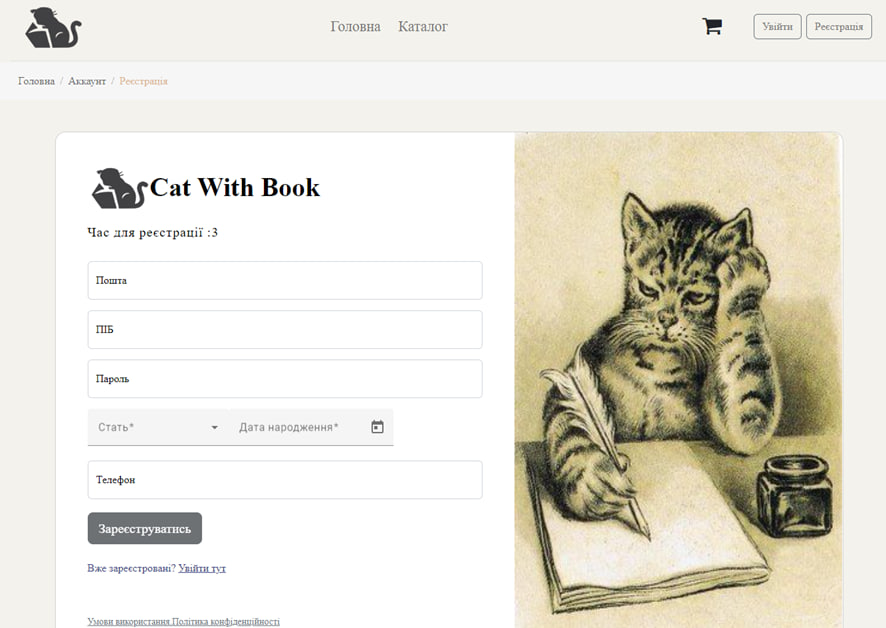 Головна Каталог Увійти Реєстрація
Головна / Аккаунт / Реєстрація
Cat With Book
Час для реєстрації :3
Пошта
ПІБ
Пароль
Стать* Дата народження*
Телефон
Зареєструватись
Вже зареєстровані? Увійти тут
Умови використання.Політика конфіденційності